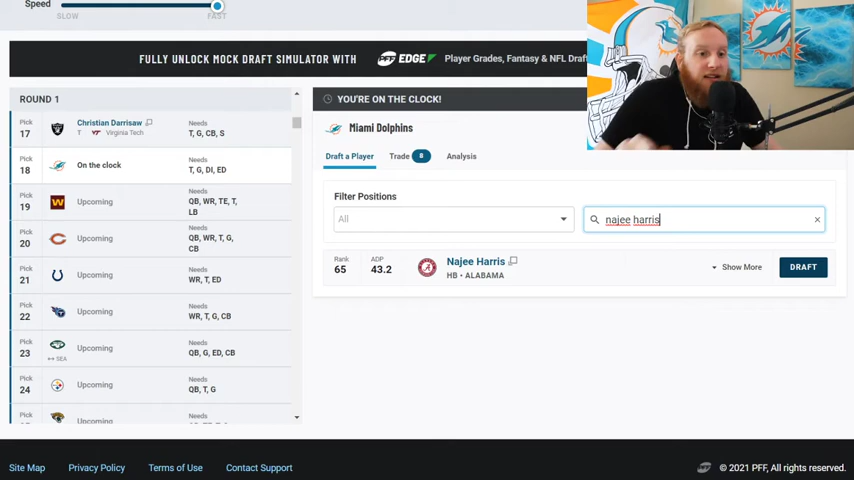 Speed
SLOW
FAST
FULLY UNLOCK MOCK DRAFT SIMULATOR WITH
PFF EDGE
Player Grades, Fantasy & NFL Draf
ROUND 1
Pick
17
Christian Darrisaw
T
Virginia Tech
Needs
T, G, CB, S
Pick
18
On the clock
Needs
T, G, DI, ED
Pick
19
Upcoming
Needs
QB, WR, TE, T,
LB
Pick
20
Upcoming
Needs
QB, WR, T, G,
CB
Pick
21
Upcoming
Needs
WR, T, ED
Pick
22
Upcoming
Needs
WR, T, G, CB
Pick
23
SEA
Upcoming
Needs
QB, G, ED, CB
Pick
24
Upcoming
Needs
QB, T, G
Pick
Needs
YOU'RE ON THE CLOCK!
Miami Dolphins
Draft a Player
Trade 8
Analysis
Filter Positions
All
najee harris
Rank
65
ADP
43.2
Najee Harris
HB • ALABAMA
Show More
DRAFT
Site Map
Privacy Policy
Terms of Use
Contact Support
© 2021 PFF, All rights reserved.